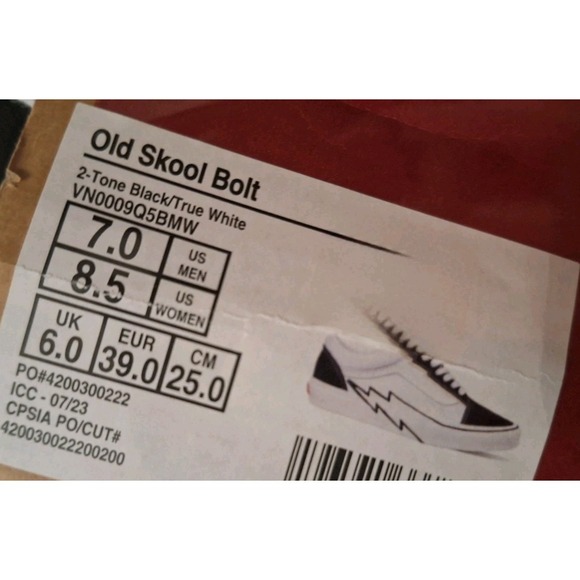 Old Skool Bolt
2-Tone Black/True White
VN0009Q5BMW
7.0 US MEN
8.5 US WOMEN
UK 6.0 EUR 39.0 CM 25.0
PO#4200300222
ICC - 07/23
CPSIA PO/CUT#
420030022200200